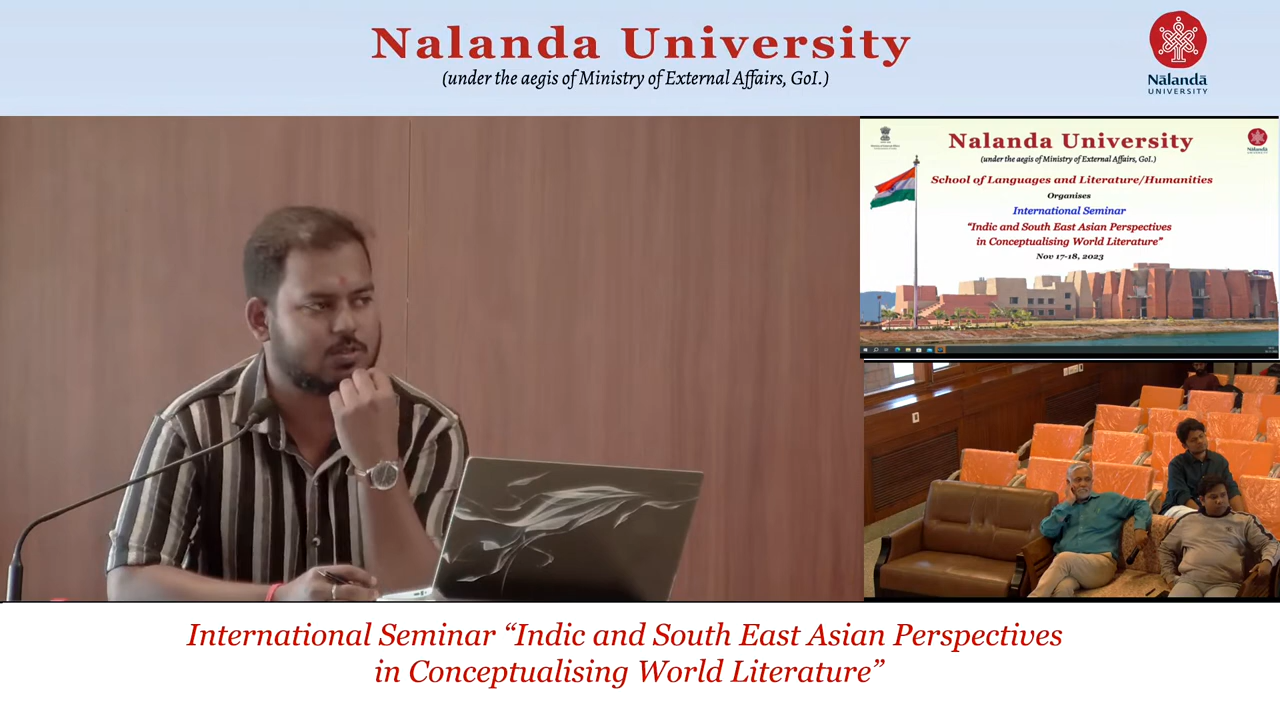 Nalanda University
(under the aegis of Ministry of External Affairs, GoI.)
Nālandā
UNIVERSITY
Nalanda University
(under the aegis of Ministry of External Affairs, GoI.)
School of Languages and Literature/Humanities
Organises
International Seminar
“Indic and South East Asian Perspectives
in Conceptualising World Literature”
Nov 17-18, 2023
International Seminar “Indic and South East Asian Perspectives
in Conceptualising World Literature”